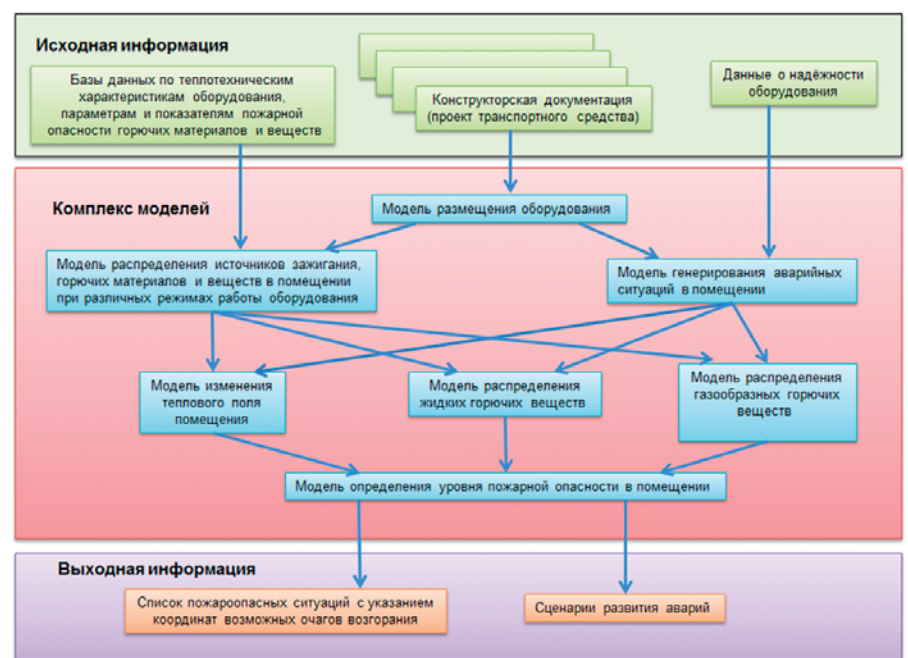 Исходная информация
Базы данных по теплотехническим
характеристикам оборудования,
параметрам и показателям пожарной
опасности горючих материалов и веществ
Конструкторская документация
(проект транспортного средства)
Данные о надёжности
оборудования
Комплекс моделей
Модель размещения оборудования
Модель распределения источников зажигания,
горючих материалов и веществ в помещении
при различных режимах работы оборудования
Модель генерирования аварийных
ситуаций в помещении
Модель изменения
теплового поля
помещения
Модель распределения
жидких горючих веществ
Модель распределения
газообразных горючих
веществ
Модель определения уровня пожарной опасности в помещении
Выходная информация
Список пожароопасных ситуаций с указанием
координат возможных очагов возгорания
Сценарии развития аварий